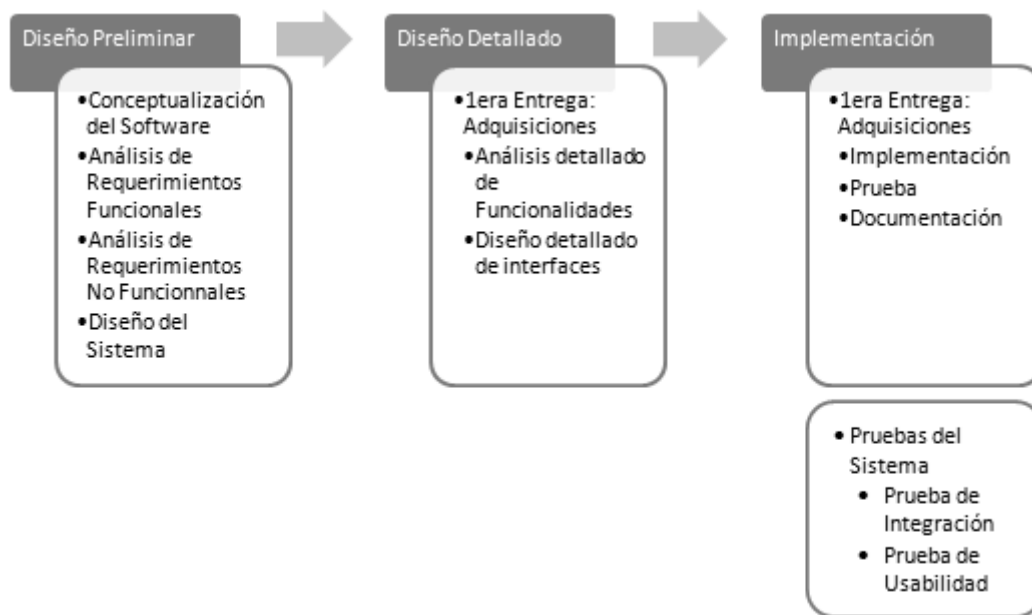 Diseño Preliminar
•Conceptualización
del Software
•Análisis de
Requerimientos
Funcionales
•Análisis de
Requerimientos
No Funcionnales
•Diseño del
Sistema
Diseño Detallado
•1era Entrega:
Adquisiciones
•Análisis detallado
de
Funcionalidades
•Diseño detallado
de interfaces
Implementación
•1era Entrega:
Adquisiciones
•Implementación
•Prueba
•Documentación
• Pruebas del
Sistema
• Prueba de
Integración
• Prueba de
Usabilidad